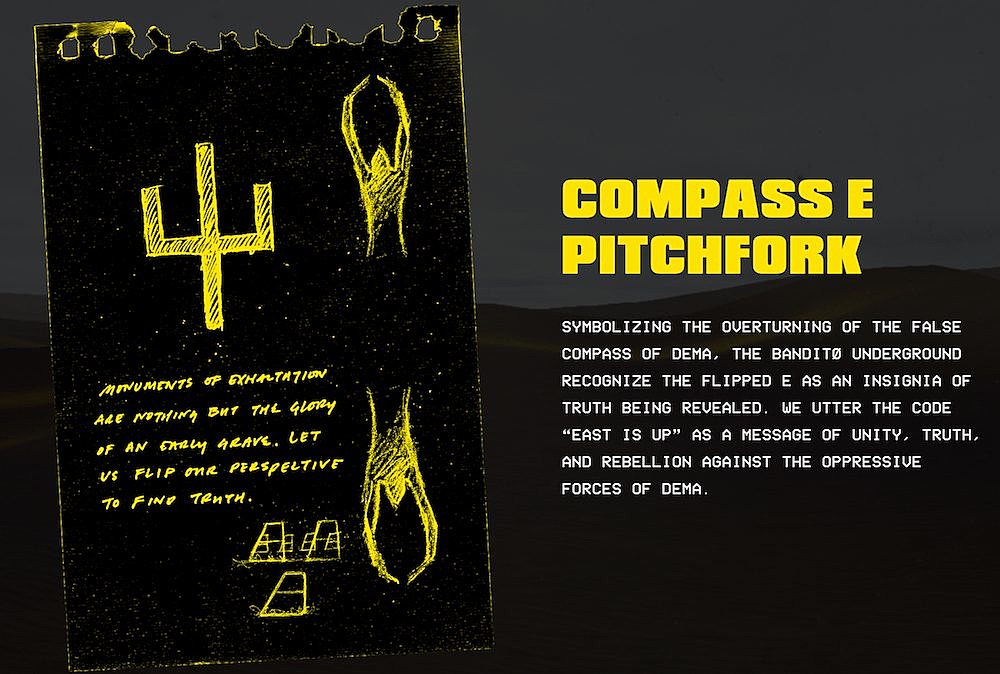 MONUMENTS OF EXHALTATION
ARE NOTHING BUT THE GLORY
OF AN EARLY GRAVE. LET
US FLIP OUR PERSPECTIVE
TO FIND TRUTH.
COMPASS E
PITCHFORK
SYMBOLIZING THE OVERTURNING OF THE FALSE
COMPASS OF DEMA, THE BANDITØ UNDERGROUND
RECOGNIZE THE FLIPPED E AS AN INSIGNIA OF
TRUTH BEING REVEALED. WE UTTER THE CODE
“EAST IS UP” AS A MESSAGE OF UNITY, TRUTH,
AND REBELLION AGAINST THE OPPRESSIVE
FORCES OF DEMA.